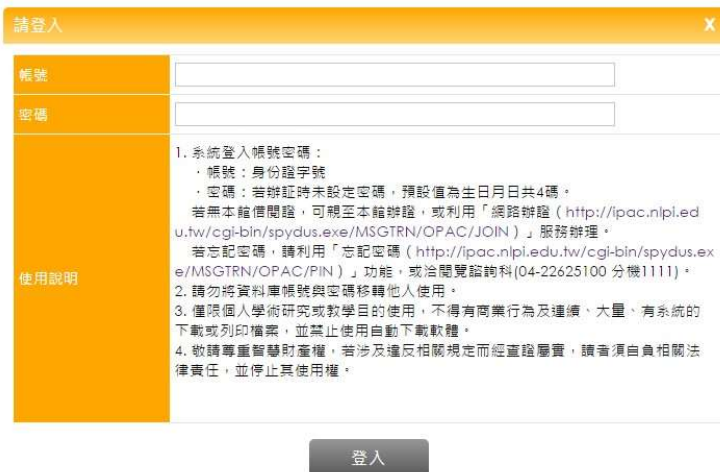 請登入 X
帳號
密碼
使用說明
1. 系統登入帳號密碼：
・帳號：身份證字號
・密碼：若辦証時未設定密碼，預設值為生日月日共4碼。
若無本館借閱證，可親至本館辦證，或利用「網路辦證（http://ipac.nlpi.ed
u.tw/cgi-bin/spydus.exe/MSGTRN/OPAC/JOIN）」服務辦理。
若忘記密碼，請利用「忘記密碼（http://ipac.nlpi.edu.tw/cgi-bin/spydus.ex
e/MSGTRN/OPAC/PIN）」功能，或洽閱覽諮詢科(04-22625100 分機1111)。
2. 請勿將資料庫帳號與密碼移轉他人使用。
3. 僅限個人學術研究或教學目的使用，不得有商業行為及連續、大量、有系統的
下載或列印檔案，並禁止使用自動下載軟體。
4. 敬請尊重智慧財產權，若涉及違反相關規定而經查證屬實，讀者須自負相關法
律責任，並停止其使用權。
登入